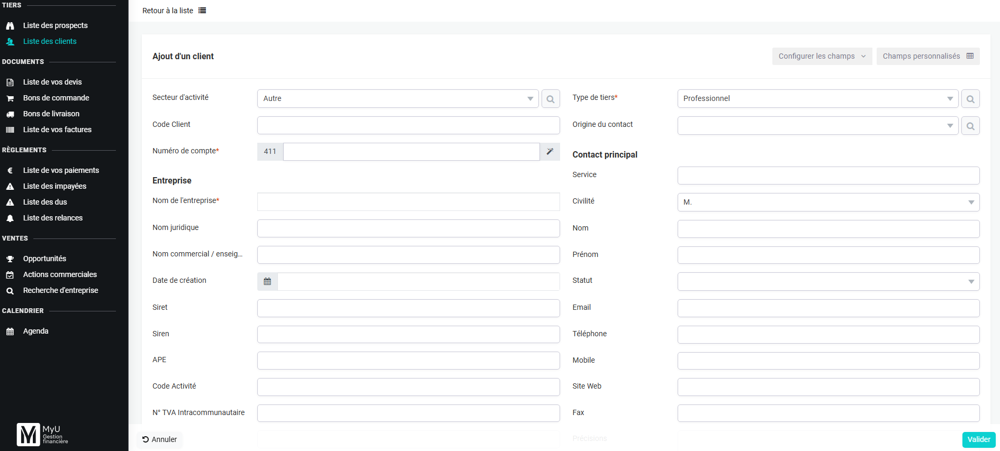 TIERS
Liste des prospects
Liste des clients
DOCUMENTS
Liste de vos devis
Bons de commande
Bons de livraison
Liste de vos factures
RÈGLEMENTS
Liste de vos paiements
Liste des impayées
Liste des dus
Liste des relances
VENTES
Opportunités
Actions commerciales
Recherche d'entreprise
CALENDRIER
Agenda
MyU
Gestion
financière
Retour à la liste
Ajout d'un client
Configurer les champs
Champs personnalisés
Secteur d'activité
Autre
Code Client
Numéro de compte*
411
Entreprise
Nom de l'entreprise*
Nom juridique
Nom commercial / enseig...
Date de création
Siret
Siren
APE
Code Activité
N° TVA Intracommunautaire
Type de tiers*
Professionnel
Origine du contact
Contact principal
Service
Civilité
M.
Nom
Prénom
Statut
Email
Téléphone
Mobile
Site Web
Fax
Précisions
Annuler
Valider